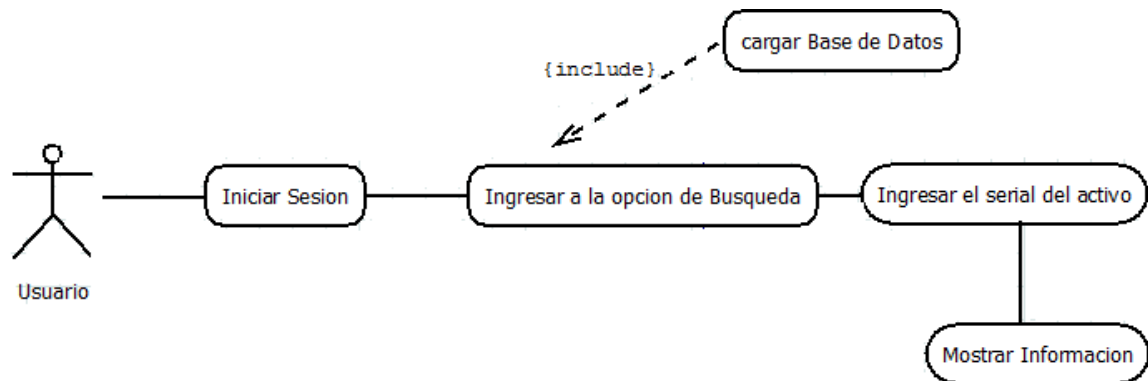 cargar Base de Datos
{include}
Iniciar Sesion
Ingresar a la opcion de Busqueda
Ingresar el serial del activo
Usuario
Mostrar Informacion